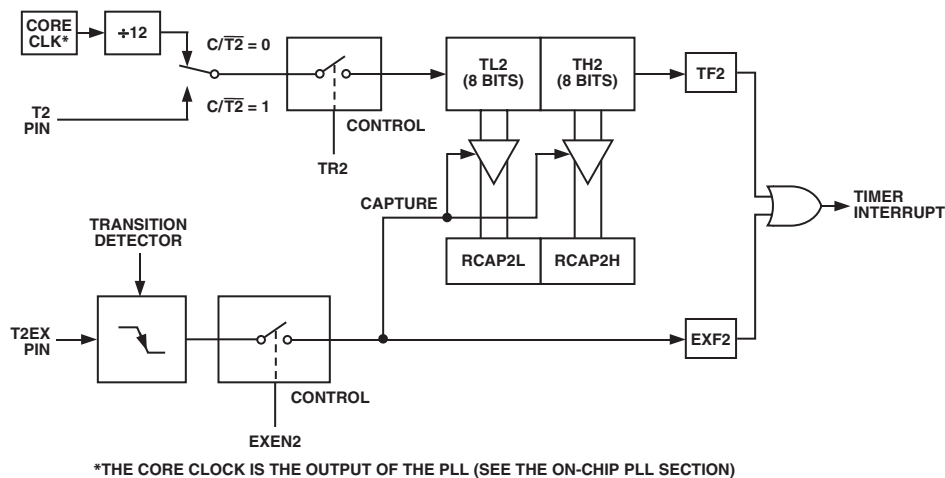 CORE
CLK*
÷12
C/T2̅ = 0
C/T2̅ = 1
T2
PIN
CONTROL
TR2
TL2
(8 BITS)
TH2
(8 BITS)
TF2
CAPTURE
TIMER
INTERRUPT
TRANSITION
DETECTOR
RCAP2L
RCAP2H
T2EX
PIN
EXF2
CONTROL
EXEN2
*THE CORE CLOCK IS THE OUTPUT OF THE PLL (SEE THE ON-CHIP PLL SECTION)